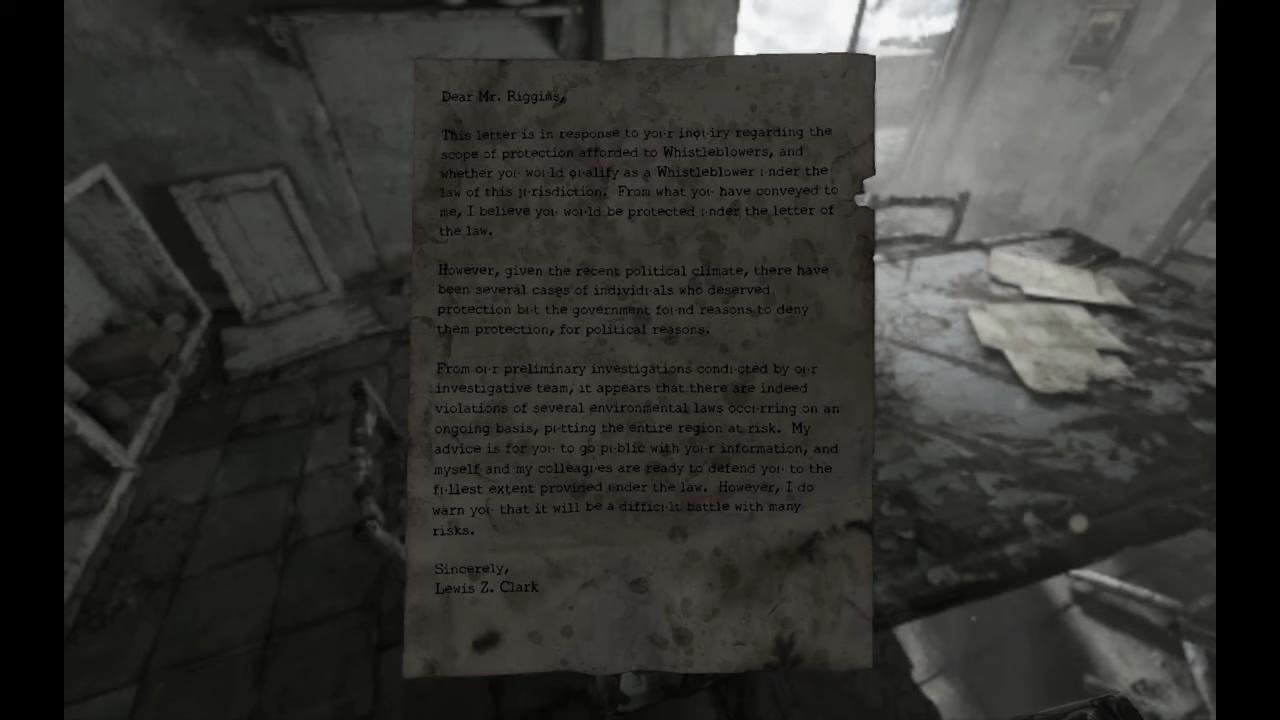 Dear Mr. Riggins,
This letter is in response to your inquiry regarding the
scope of protection afforded to Whistleblowers, and
whether you would qualify as a Whistleblower under the
law of this jurisdiction. From what you have conveyed to
me, I believe you would be protected under the letter of
the law.
However, given the recent political climate, there have
been several cases of individuals who deserved
protection but the government found reasons to deny
them protection, for political reasons.
From our preliminary investigations conducted by our
investigative team, it appears that there are indeed
violations of several environmental laws occurring on an
ongoing basis, putting the entire region at risk. My
advice is for you to go public with your information, and
myself and my colleagues are ready to defend you to the
fullest extent provided under the law. However, I do
warn you that it will be a difficult battle with many
risks.
Sincerely,
Lewis Z. Clark